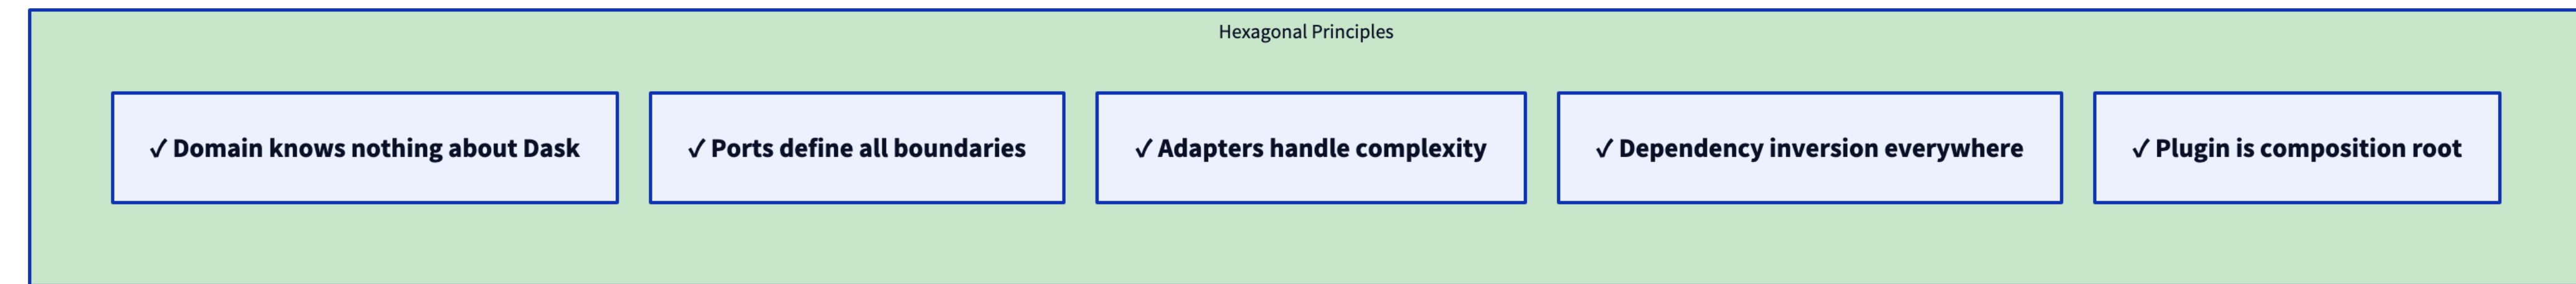 Hexagonal Principles
✓ Domain knows nothing about Dask
✓ Ports define all boundaries
✓ Adapters handle complexity
✓ Dependency inversion everywhere
✓ Plugin is composition root